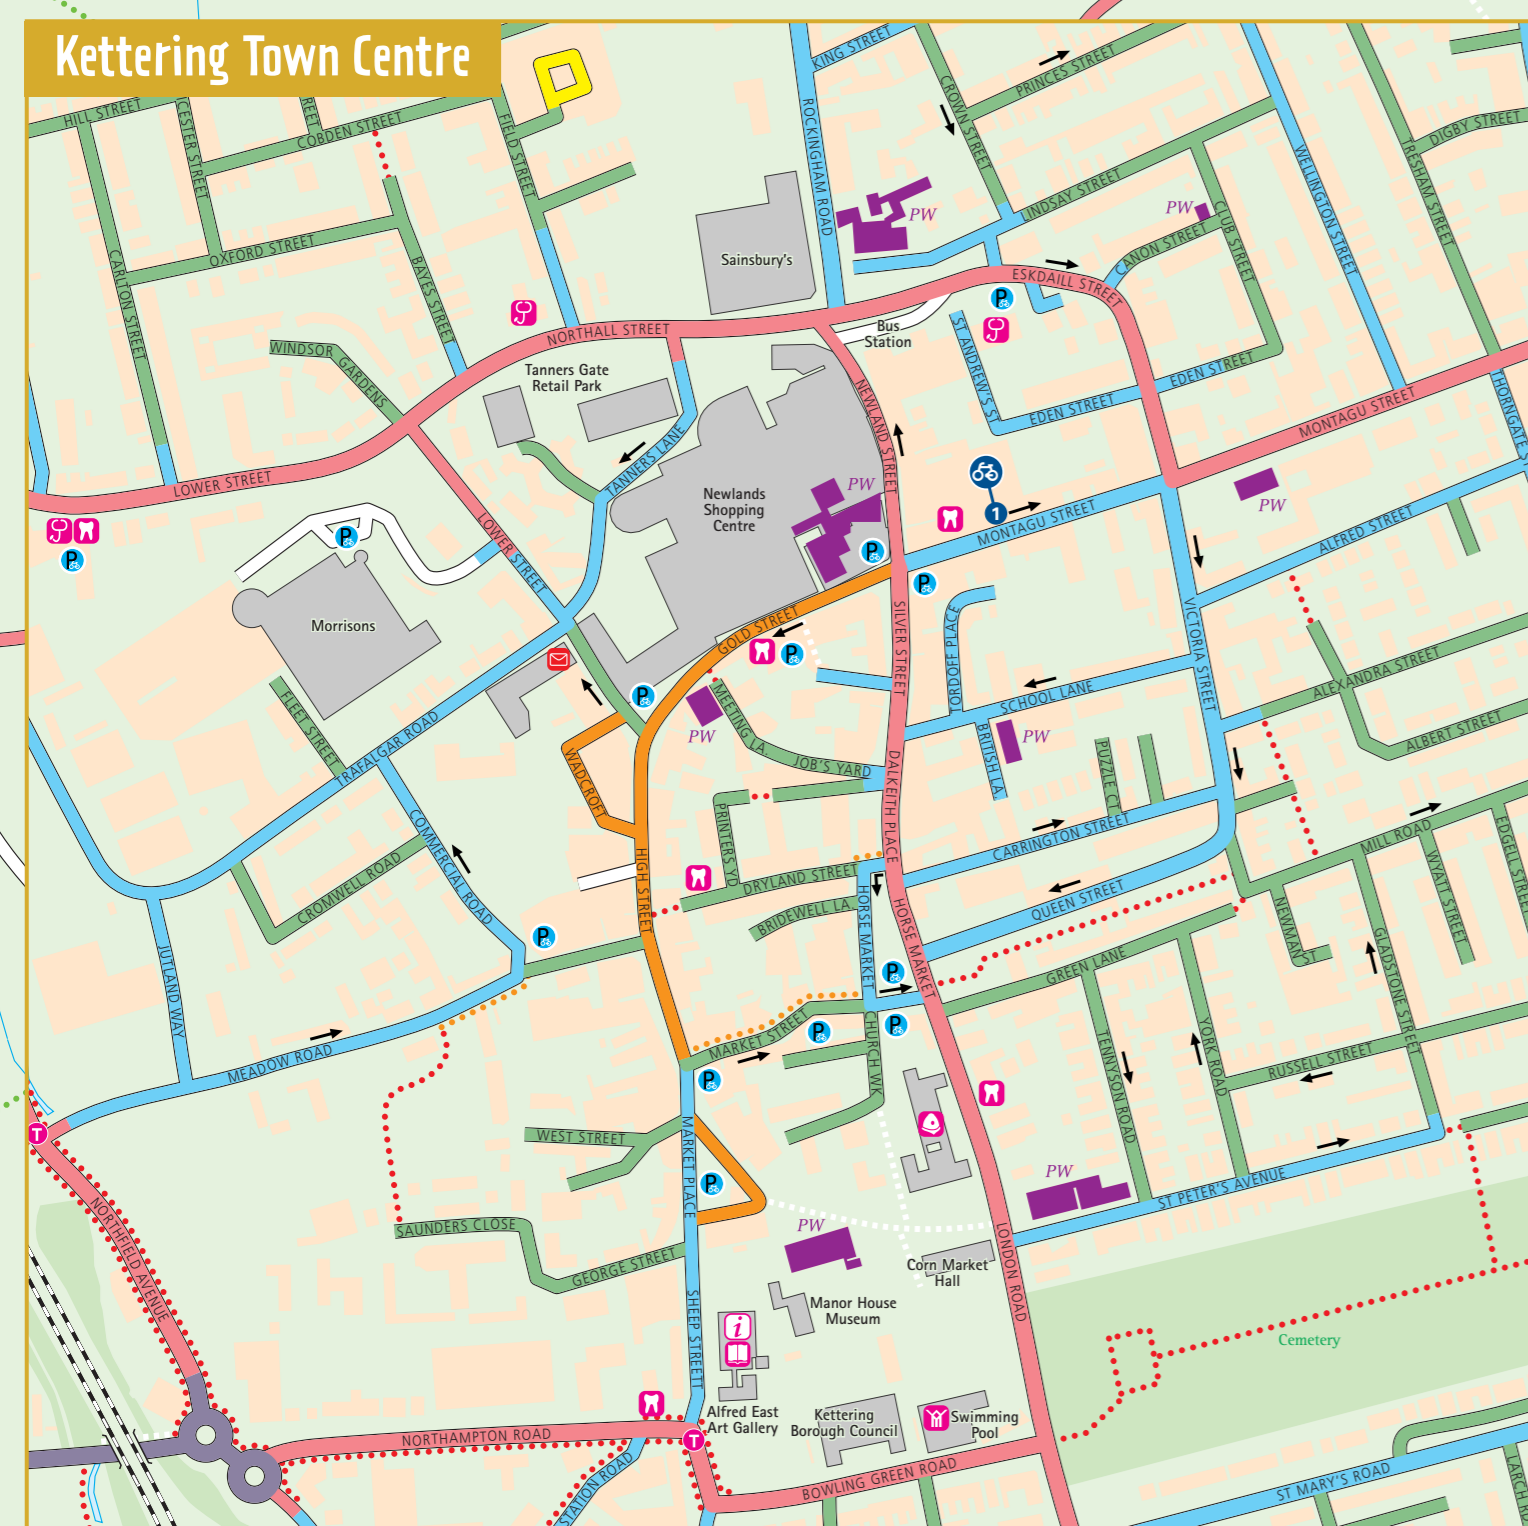 Kettering Town Centre
HILL STREET
CESTER STREET
REET
COBDEN STREET
FIELD STREET
KING STREET
ROCKINGHAM ROAD
CROWN STREET
PRINCES STREET
WELLINGTON STREET
TRESHAM STREET
DIGBY STREET
LINDSAY STREET
PW
PW
CLUB STREET
CANON STREET
CARLTON STREET
OXFORD STREET
BAYES STREET
Sainsbury's
ESKDAILL STREET
P
Bus
Station
ST ANDREW'S ST
EDEN STREET
EDEN STREET
NORTHALL STREET
WINDSOR GARDENS
Tanners Gate
Retail Park
NEWLAND STREET
MONTAGU STREET
THORNGATE S
LOWER STREET
TANNERS LANE
Newlands
Shopping
Centre
PW
P
1
MONTAGU STREET
PW
ALFRED STREET
P
P
LOWER STREET
Morrisons
GOLD STREET
P
P
SILVER STREET
TORDOFF PLACE
SCHOOL LANE
VICTORIA STREET
ALEXANDRA STREET
ALBERT STREET
P
FLEET STREET
TRAFALGAR ROAD
WADCROFT
PW
MEETING LA.
JOB'S YARD
DALKEITH PLACE
BRITISH LA.
PW
PUZZLE CT
COMMERCIAL ROAD
CROMWELL ROAD
HIGH STREET
PRINTERS YD
DRYLAND STREET
BRIDEWELL LA.
HORSE MARKET
HORSE MARKET
CARRINGTON STREET
QUEEN STREET
MILL ROAD
WYATT STREET
EDGELL STREET
NEWMAN ST
GLADSTONE STREET
GREEN LANE
P
P
P
P
P
JUTLAND WAY
MEADOW ROAD
MARKET STREET
CHURCH WK
TENNYSON ROAD
YORK ROAD
RUSSELL STREET
T
WEST STREET
MARKET PLACE
P
PW
ST PETER'S AVENUE
NORTHFIELD AVENUE
SAUNDERS CLOSE
GEORGE STREET
PW
Corn Market
Hall
LONDON ROAD
SHEEP STREET
Manor House
Museum
i
Cemetery
Alfred East
Art Gallery
Kettering
Borough Council
Swimming
Pool
NORTHAMPTON ROAD
T
STATION ROAD
BOWLING GREEN ROAD
ST MARY'S ROAD
LARCH R